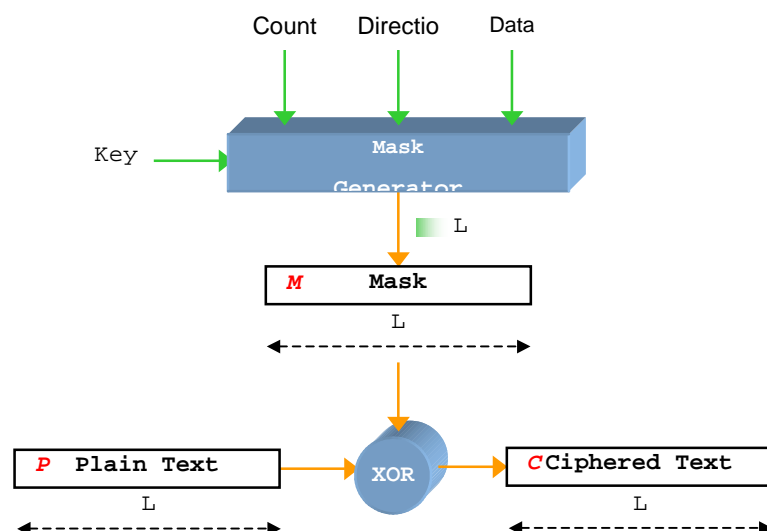 Count Directio Data
Key
Mask
Generator
L
M Mask
L
P Plain Text
XOR
C Ciphered Text
L
L